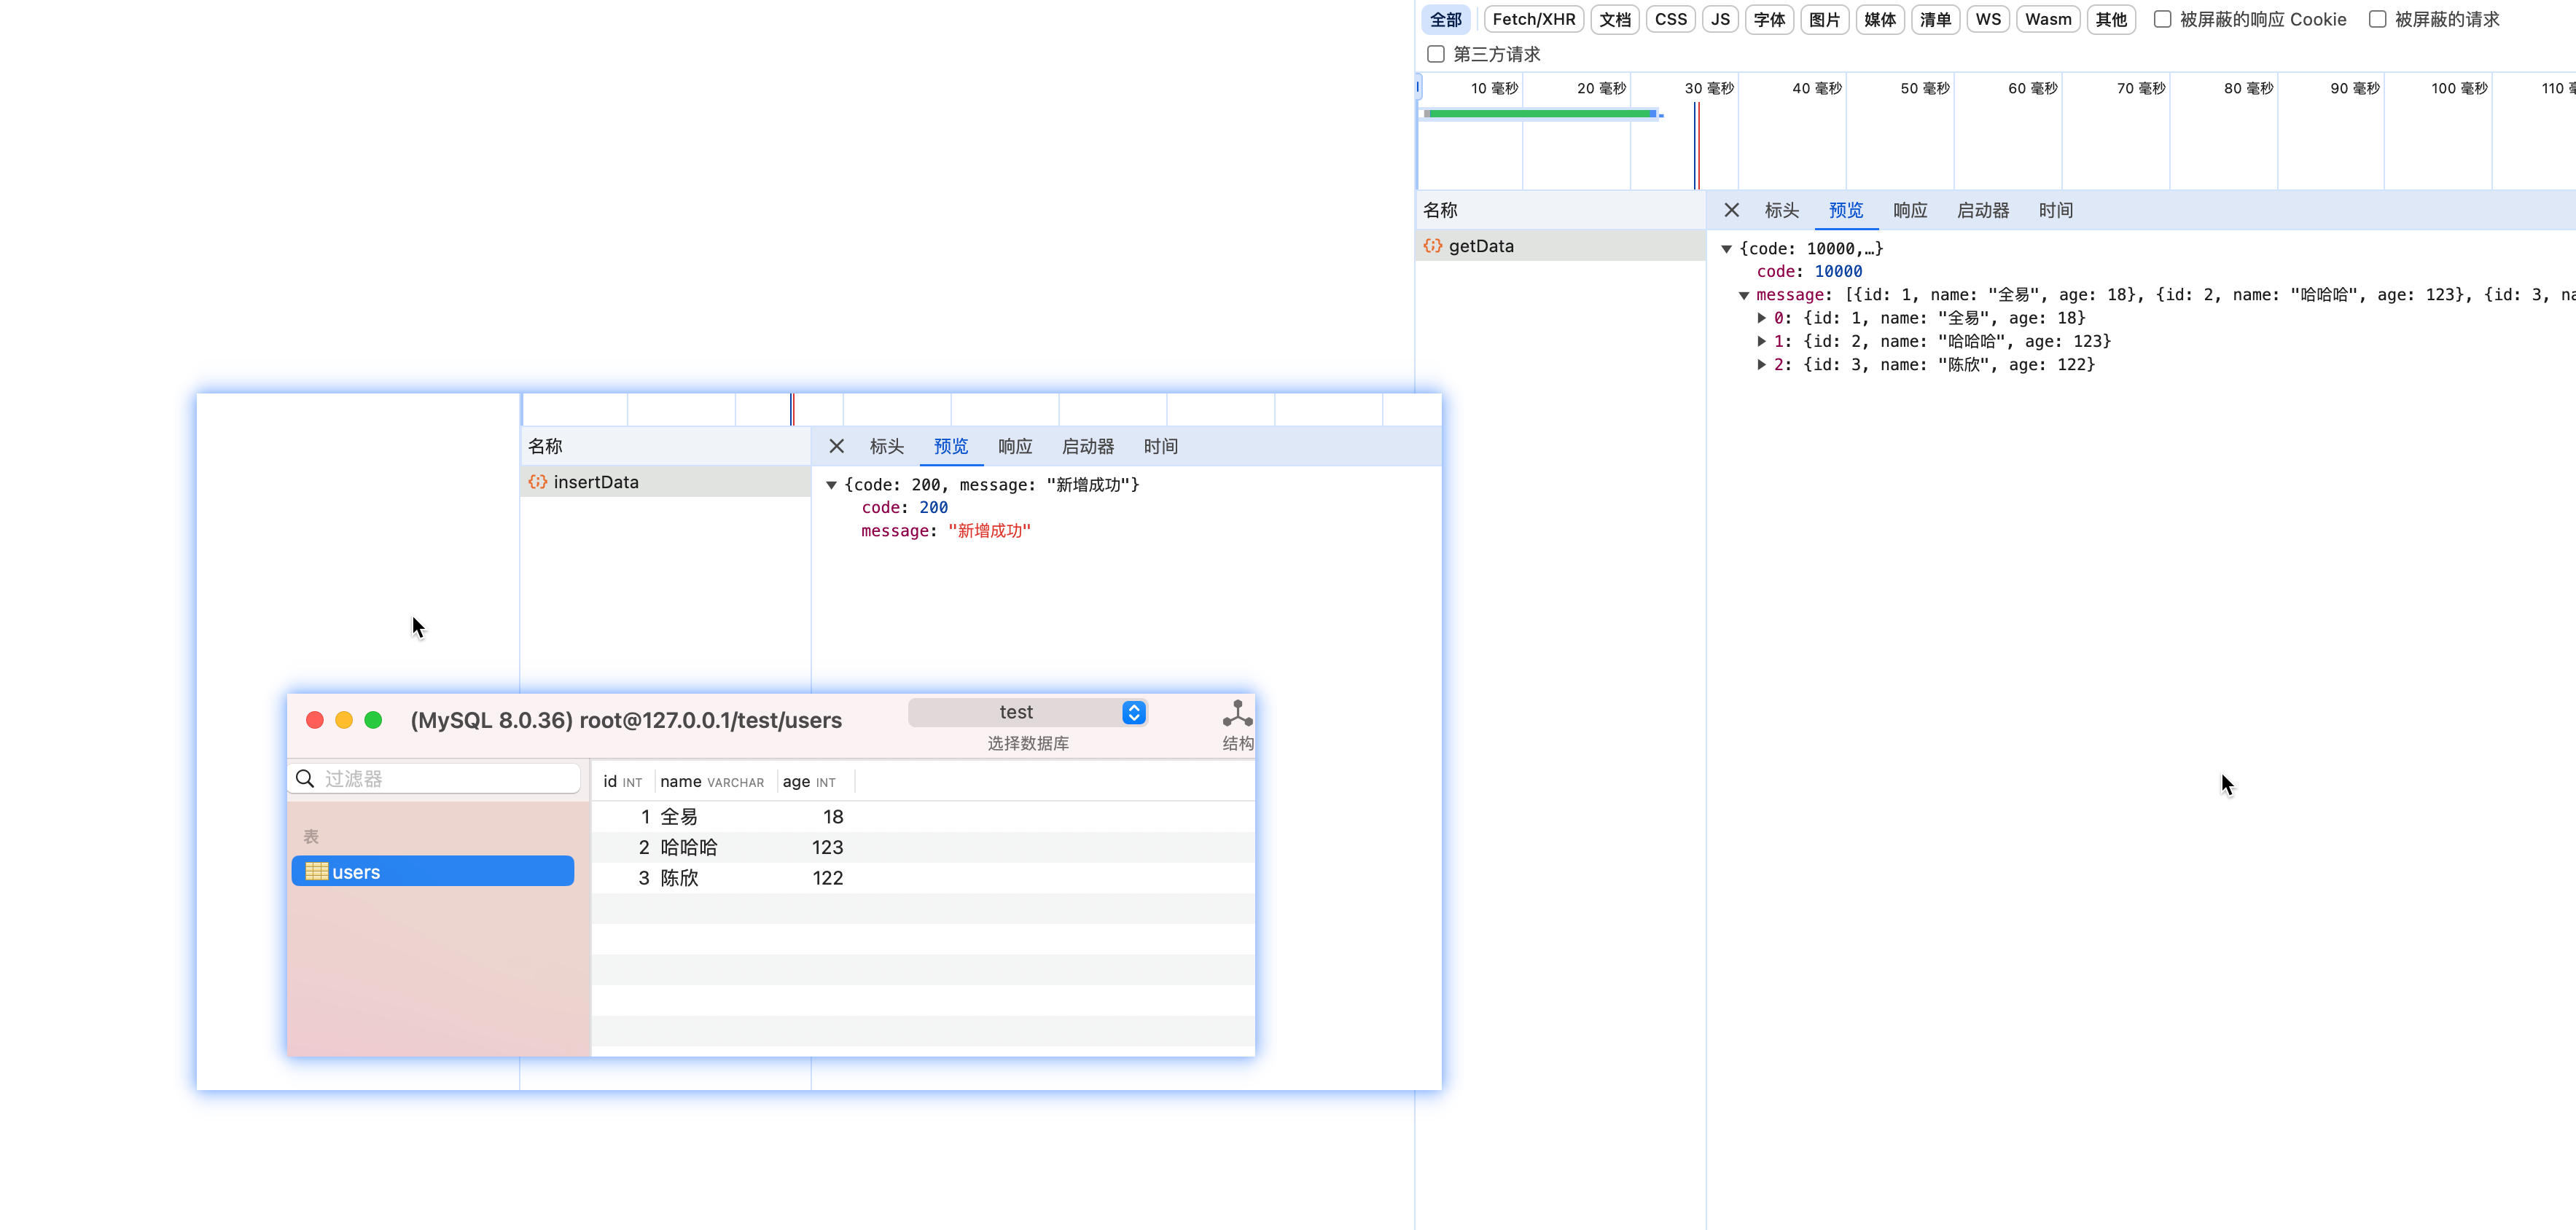 全部 Fetch/XHR 文档 CSS JS 字体 图片 媒体 清单 WS Wasm 其他 被屏蔽的响应 Cookie 被屏蔽的请求
第三方请求
10 毫秒 20 毫秒 30 毫秒 40 毫秒 50 毫秒 60 毫秒 70 毫秒 80 毫秒 90 毫秒 100 毫秒 110
名称
getData
标头 预览 响应 启动器 时间
{code: 10000,…}
code: 10000
message: [{id: 1, name: "全易", age: 18}, {id: 2, name: "哈哈哈", age: 123}, {id: 3, na
0: {id: 1, name: "全易", age: 18}
1: {id: 2, name: "哈哈哈", age: 123}
2: {id: 3, name: "陈欣", age: 122}
名称
insertData
标头 预览 响应 启动器 时间
{code: 200, message: "新增成功"}
code: 200
message: "新增成功"
(MySQL 8.0.36) root@127.0.0.1/test/users
test
选择数据库
结构
过滤器
表
users
id INT name VARCHAR age INT
1 全易 18
2 哈哈哈 123
3 陈欣 122